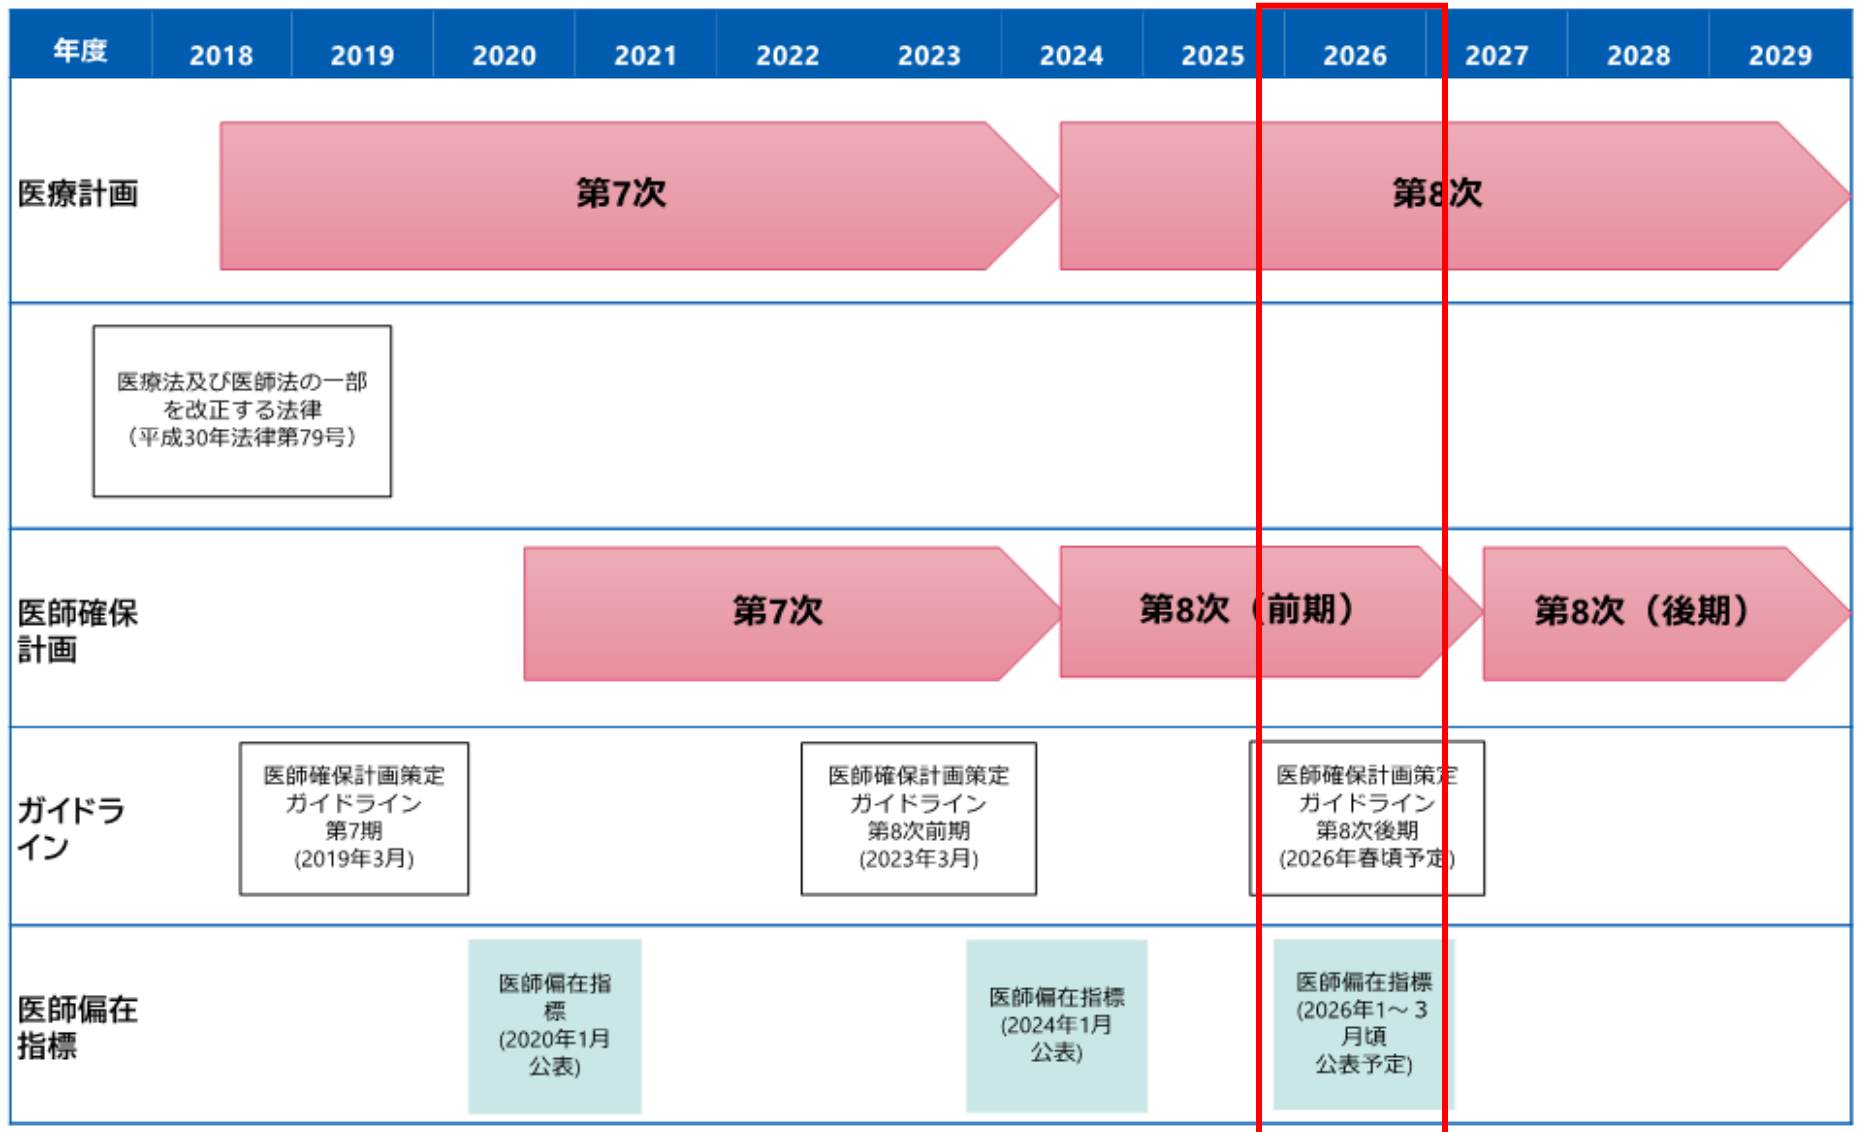 年度 2018 2019 2020 2021 2022 2023 2024 2025 2026 2027 2028 2029
医療計画
第7次
第8次
医療法及び医師法の一部
を改正する法律
（平成30年法律第79号）
医師確保
計画
第7次
第8次（前期）
第8次（後期）
ガイドラ
イン
医師確保計画策定
ガイドライン
第7期
(2019年3月)
医師確保計画策定
ガイドライン
第8次前期
(2023年3月)
医師確保計画策定
ガイドライン
第8次後期
(2026年春頃予定)
医師偏在
指標
医師偏在指
標
(2020年1月
公表)
医師偏在指標
(2024年1月
公表)
医師偏在指標
(2026年1～３
月頃
公表予定)